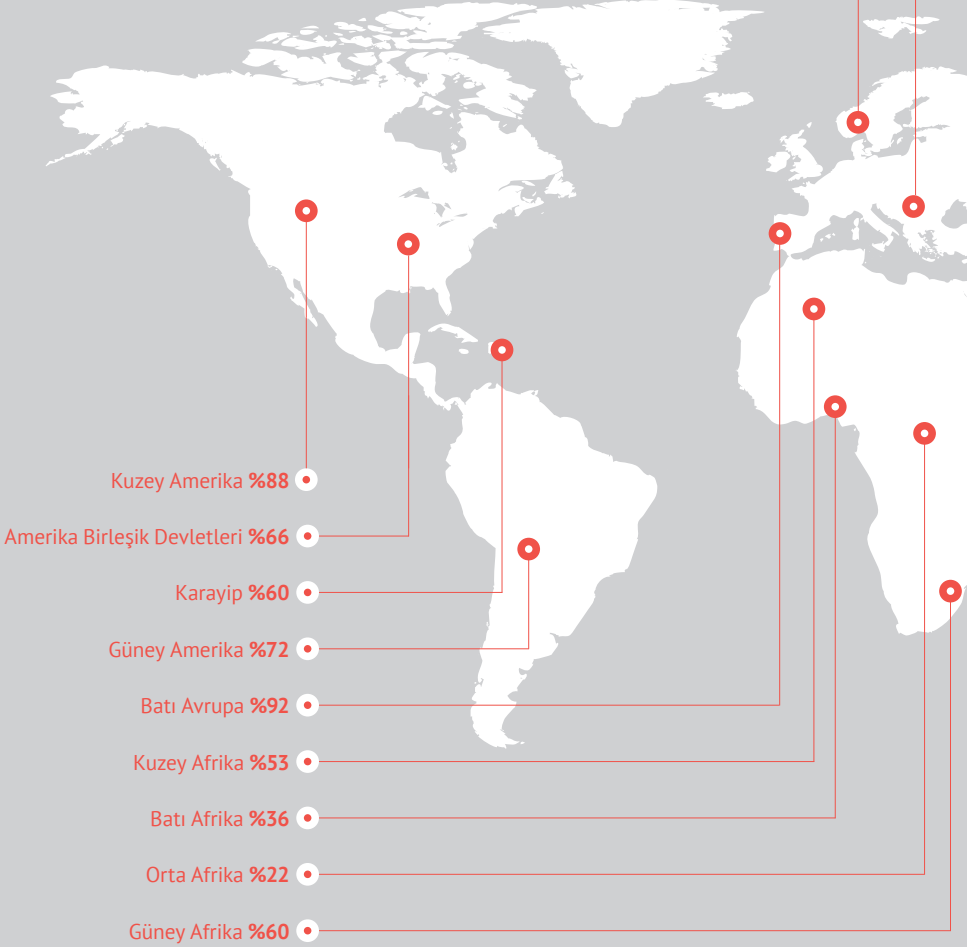 Kuzey Amerika %88
Amerika Birleşik Devletleri %66
Karayip %60
Güney Amerika %72
Batı Avrupa %92
Kuzey Afrika %53
Batı Afrika %36
Orta Afrika %22
Güney Afrika %60